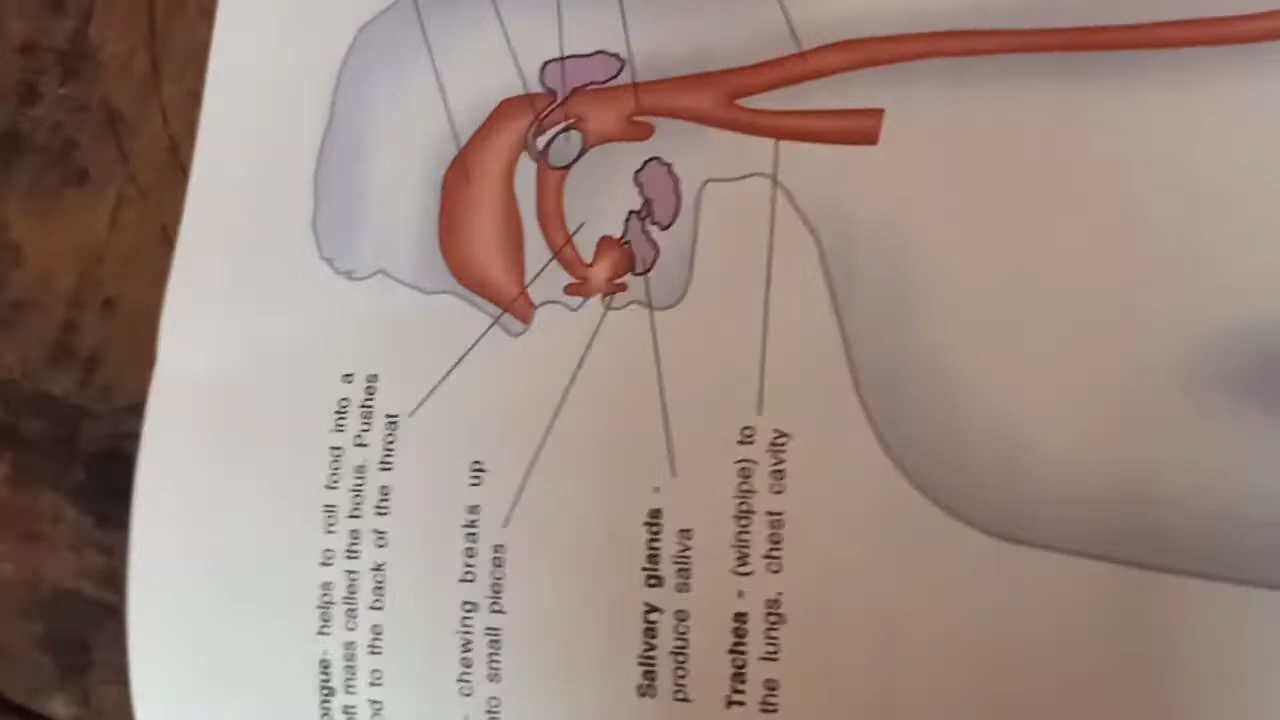 ongue- helps to roll food into a
ft mass called the bolus. Pushes
od to the back of the throat
- chewing breaks up
to small pieces
Salivary glands -
produce saliva
Trachea - (windpipe) to
the lungs, chest cavity